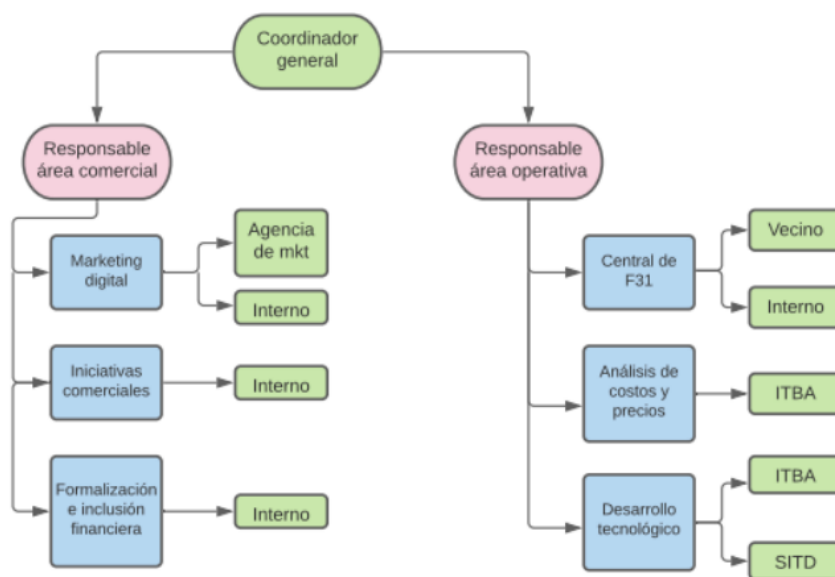 Coordinador
general
Responsable
área comercial
Responsable
área operativa
Marketing
digital
Agencia
de mkt
Interno
Iniciativas
comerciales
Interno
Formalización
e inclusión
financiera
Interno
Central de
F31
Vecino
Interno
Análisis de
costos y
precios
ITBA
Desarrollo
tecnológico
ITBA
SITD